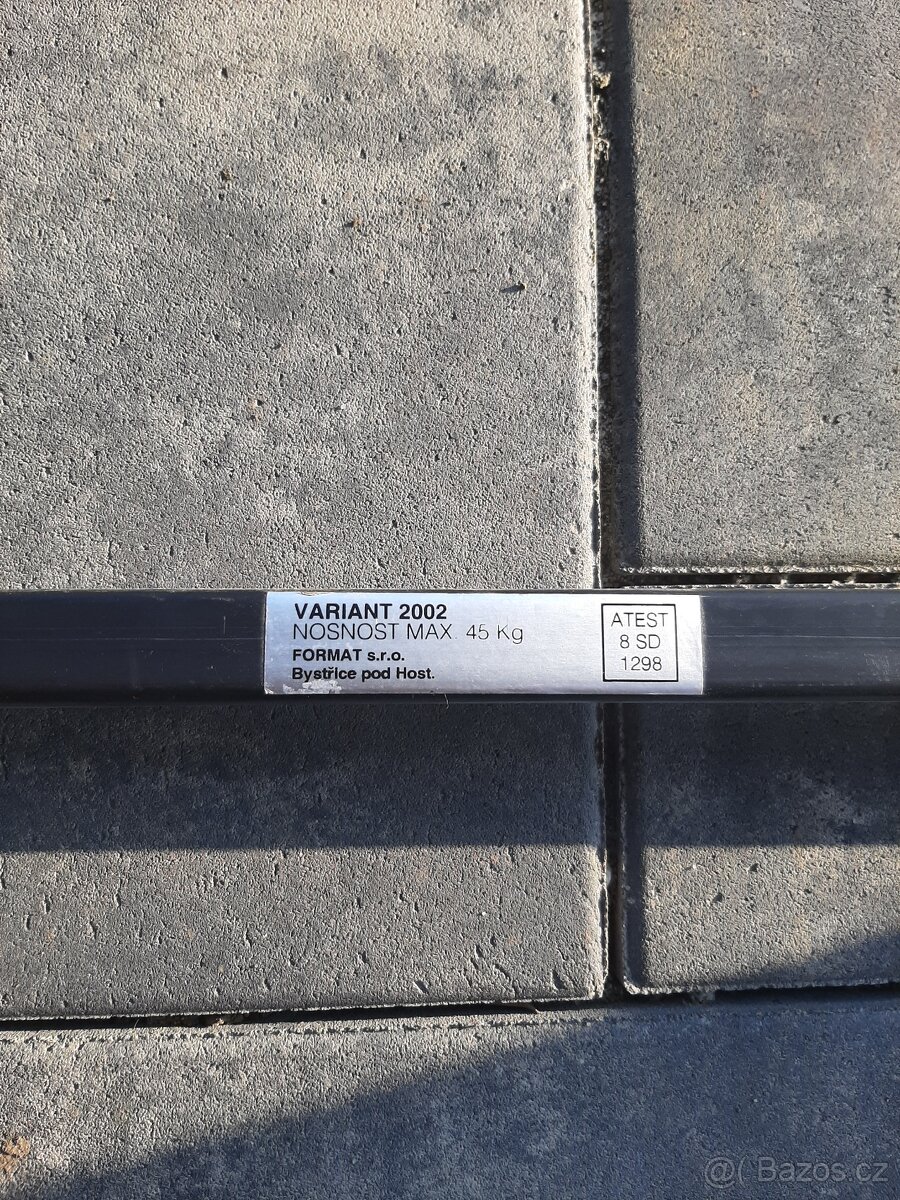 VARIANT 2002
NOSNOST MAX. 45 Kg
FORMAT s.r.o.
Bystřice pod Host.
ATEST
8 SD
1298
@( Bazos.cz